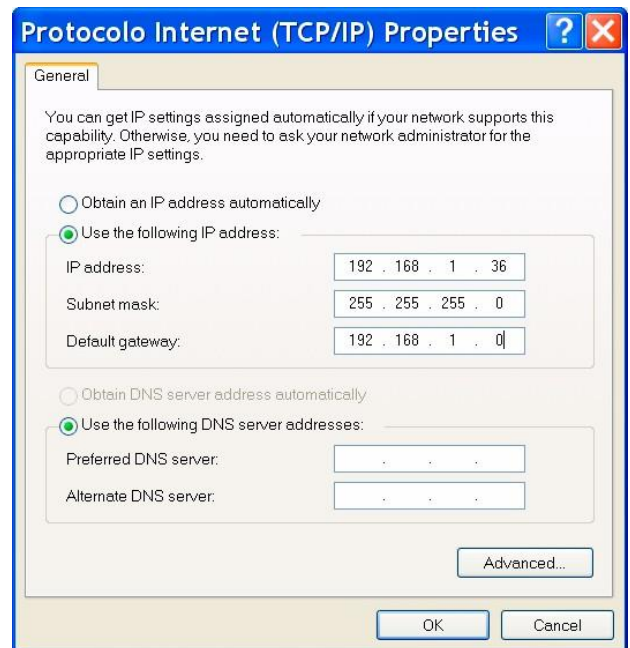 Protocolo Internet (TCP/IP) Properties
General
You can get IP settings assigned automatically if your network supports this
capability. Otherwise, you need to ask your network administrator for the
appropriate IP settings.
Obtain an IP address automatically
Use the following IP address:
IP address: 192 . 168 . 1 . 36
Subnet mask: 255 . 255 . 255 . 0
Default gateway: 192 . 168 . 1 . 0
Obtain DNS server address automatically
Use the following DNS server addresses:
Preferred DNS server: . . .
Alternate DNS server: . . .
Advanced...
OK Cancel